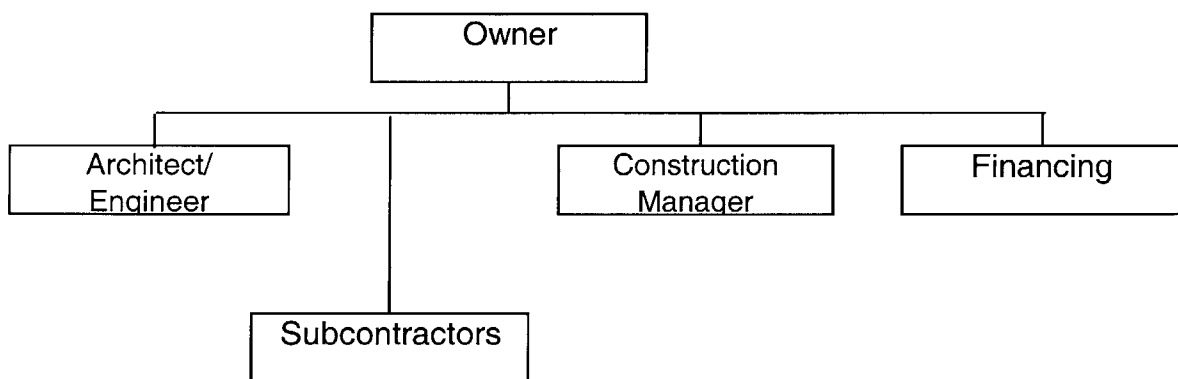 Owner
Architect/
Engineer
Construction
Manager
Financing
Subcontractors